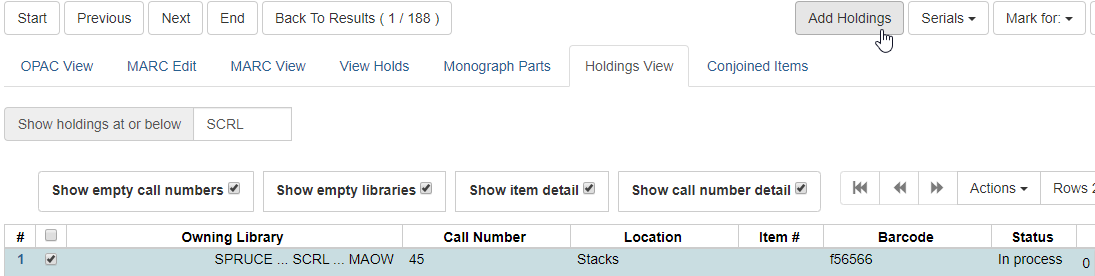 Start Previous Next End Back To Results ( 1 / 188 ) Add Holdings Serials Mark for:
OPAC View MARC Edit MARC View View Holds Monograph Parts Holdings View Conjoined Items
Show holdings at or below SCRL
Show empty call numbers Show empty libraries Show item detail Show call number detail Actions Rows 2
# Owning Library Call Number Location Item # Barcode Status
1 SPRUCE ... SCRL ... MAOW 45 Stacks f56566 In process 0